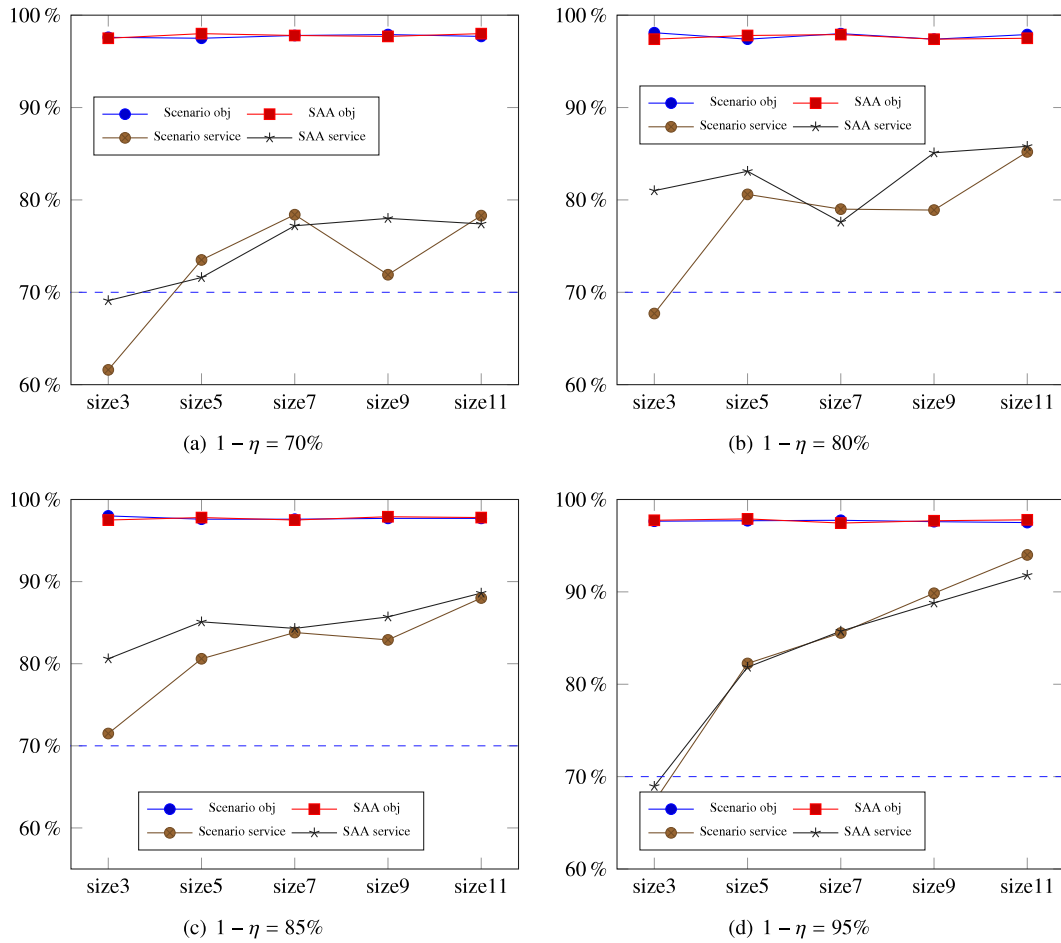 100 %
90 %
80 %
70 %
60 %
Scenario obj SAA obj
Scenario service SAA service
size3 size5 size7 size9 size11
(a) 1 − η = 70%
100 %
90 %
80 %
70 %
60 %
Scenario obj SAA obj
Scenario service SAA service
size3 size5 size7 size9 size11
(b) 1 − η = 80%
100 %
90 %
80 %
70 %
60 %
Scenario obj SAA obj
Scenario service SAA service
size3 size5 size7 size9 size11
(c) 1 − η = 85%
100 %
90 %
80 %
70 %
60 %
Scenario obj SAA obj
Scenario service SAA service
size3 size5 size7 size9 size11
(d) 1 − η = 95%